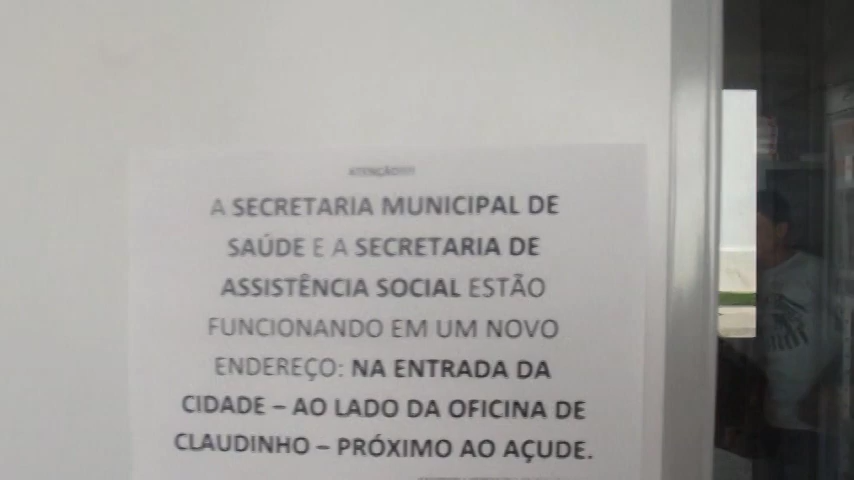 ATENÇÃO!!!!
A SECRETARIA MUNICIPAL DE
SAÚDE E A SECRETARIA DE
ASSISTÊNCIA SOCIAL ESTÃO
FUNCIONANDO EM UM NOVO
ENDEREÇO: NA ENTRADA DA
CIDADE – AO LADO DA OFICINA DE
CLAUDINHO – PRÓXIMO AO AÇUDE.